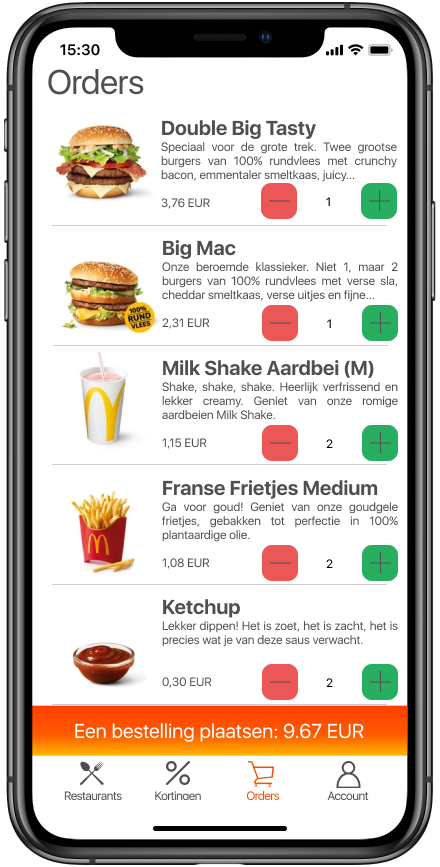 15:30
Orders
Double Big Tasty
Speciaal voor de grote trek. Twee grootse
burgers van 100% rundvlees met crunchy
bacon, emmentaler smeltkaas, juicy...
3,76 EUR
1
Big Mac
Onze beroemde klassieker. Niet 1, maar 2
burgers van 100% rundvlees met verse sla,
cheddar smeltkaas, verse uitjes en fijne...
100%
RUND
VLEES
2,31 EUR
1
Milk Shake Aardbei (M)
Shake, shake, shake. Heerlijk verfrissend en
lekker creamy. Geniet van onze romige
aardbeien Milk Shake.
1,15 EUR
2
Franse Frietjes Medium
Ga voor goud! Geniet van onze goudgele
frietjes, gebakken tot perfectie in 100%
plantaardige olie.
1,08 EUR
2
Ketchup
Lekker dippen! Het is zoet, het is zacht, het is
precies wat je van deze saus verwacht.
0,30 EUR
2
Een bestelling plaatsen: 9.67 EUR
Restaurants
Kortingen
Orders
Account